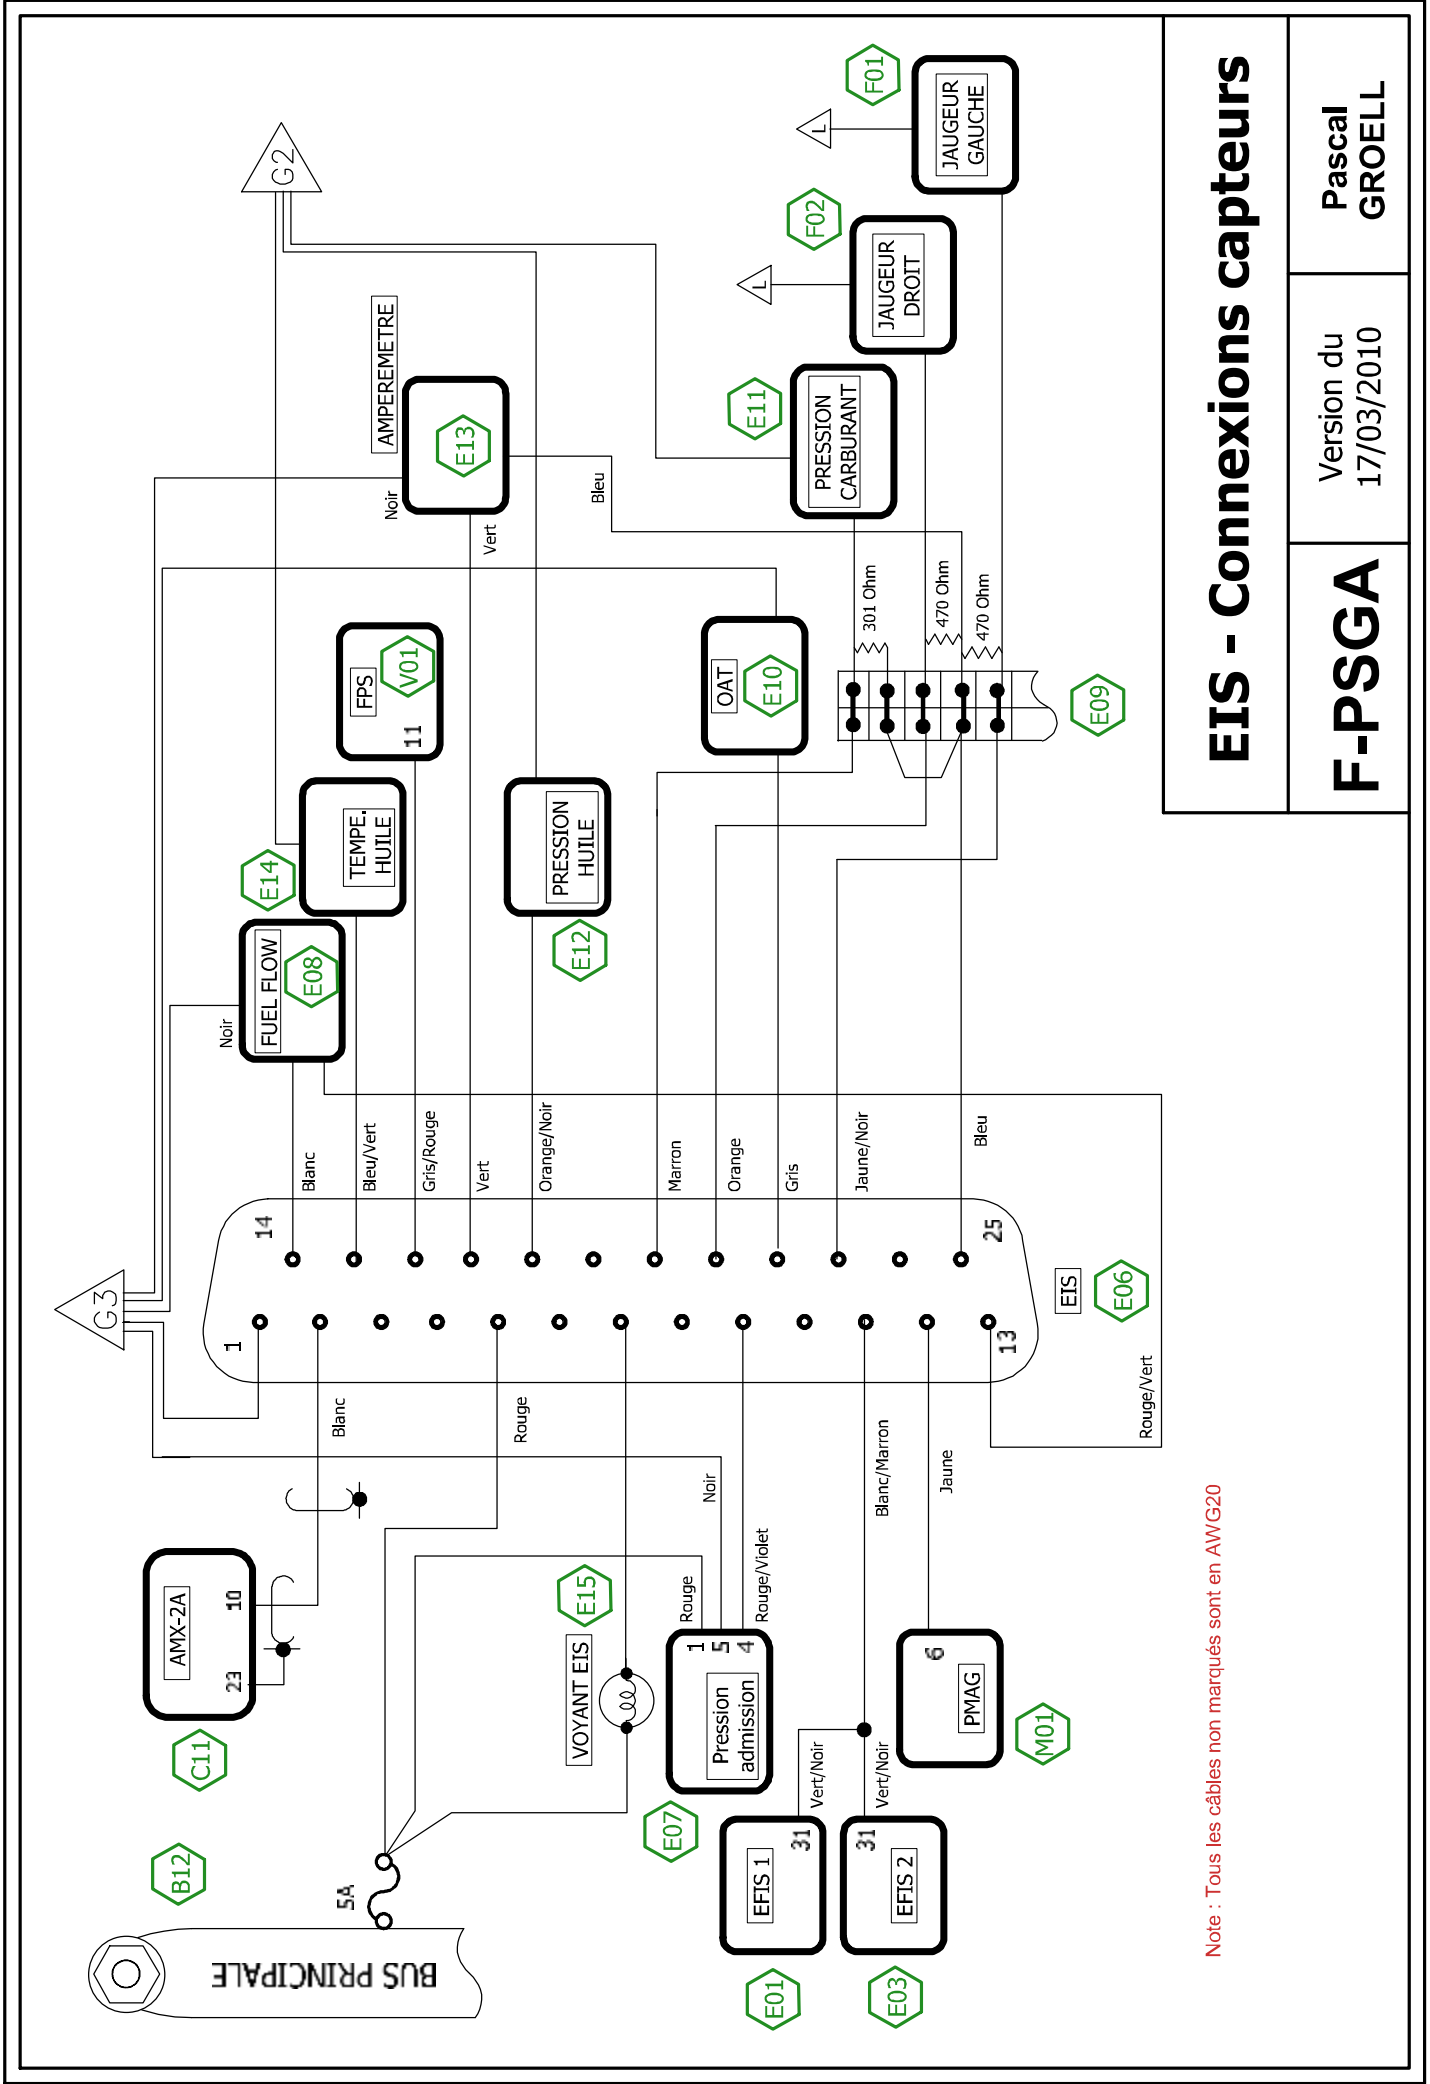 G3
G2
B12
BUS PRINCIPALE
5A
C11
AMX-2A
23
10
Blanc
Rouge
VOYANT EIS
E15
E07
Pression
admission
1
5
4
Rouge
Noir
Rouge/Violet
E01
EFIS 1
31
Vert/Noir
E03
EFIS 2
31
Vert/Noir
Blanc/Marron
M01
PMAG
6
Jaune
Rouge/Vert
1
13
14
25
EIS
E06
Blanc
Bleu/Vert
Gris/Rouge
Vert
Orange/Noir
Marron
Orange
Gris
Jaune/Noir
Bleu
Noir
FUEL FLOW
E08
E14
TEMPE.
HUILE
FPS
V01
11
PRESSION
HUILE
E12
AMPEREMETRE
E13
Noir
Vert
Bleu
OAT
E10
E09
301 Ohm
470 Ohm
470 Ohm
E11
PRESSION
CARBURANT
F02
L
JAUGEUR
DROIT
F01
L
JAUGEUR
GAUCHE
Note : Tous les câbles non marqués sont en AWG20
EIS - Connexions capteurs
F-PSGA
Version du
17/03/2010
Pascal
GROELL